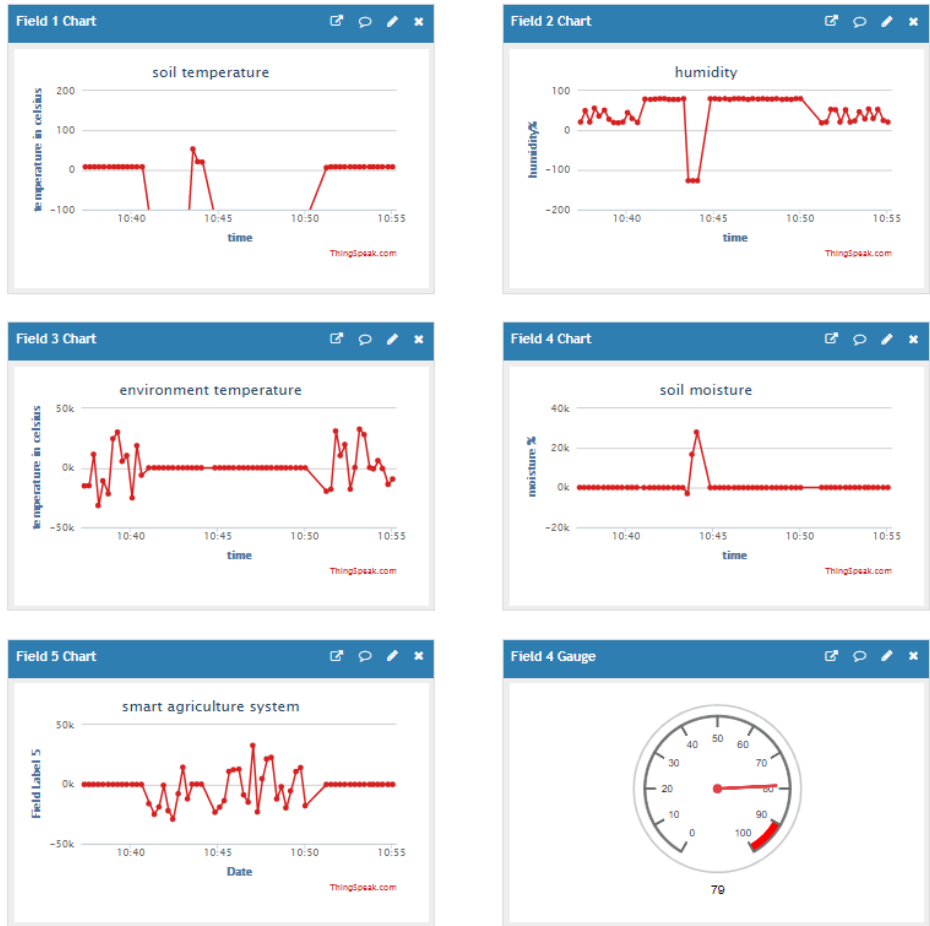 Field 1 Chart
soil temperature
temperature in celsius
200
100
0
-100
10:40
10:45
10:50
10:55
time
ThingSpeak.com
Field 2 Chart
humidity
humidity%
100
0
-100
-200
10:40
10:45
10:50
10:55
time
ThingSpeak.com
Field 3 Chart
environment temperature
temperature in celsius
50k
0k
-50k
10:40
10:45
10:50
10:55
time
ThingSpeak.com
Field 4 Chart
soil moisture
moisture %
40k
20k
0k
-20k
10:40
10:45
10:50
10:55
time
ThingSpeak.com
Field 5 Chart
smart agriculture system
Field Label 5
50k
0k
-50k
10:40
10:45
10:50
10:55
Date
ThingSpeak.com
Field 4 Gauge
0
10
20
30
40
50
60
70
80
90
100
79